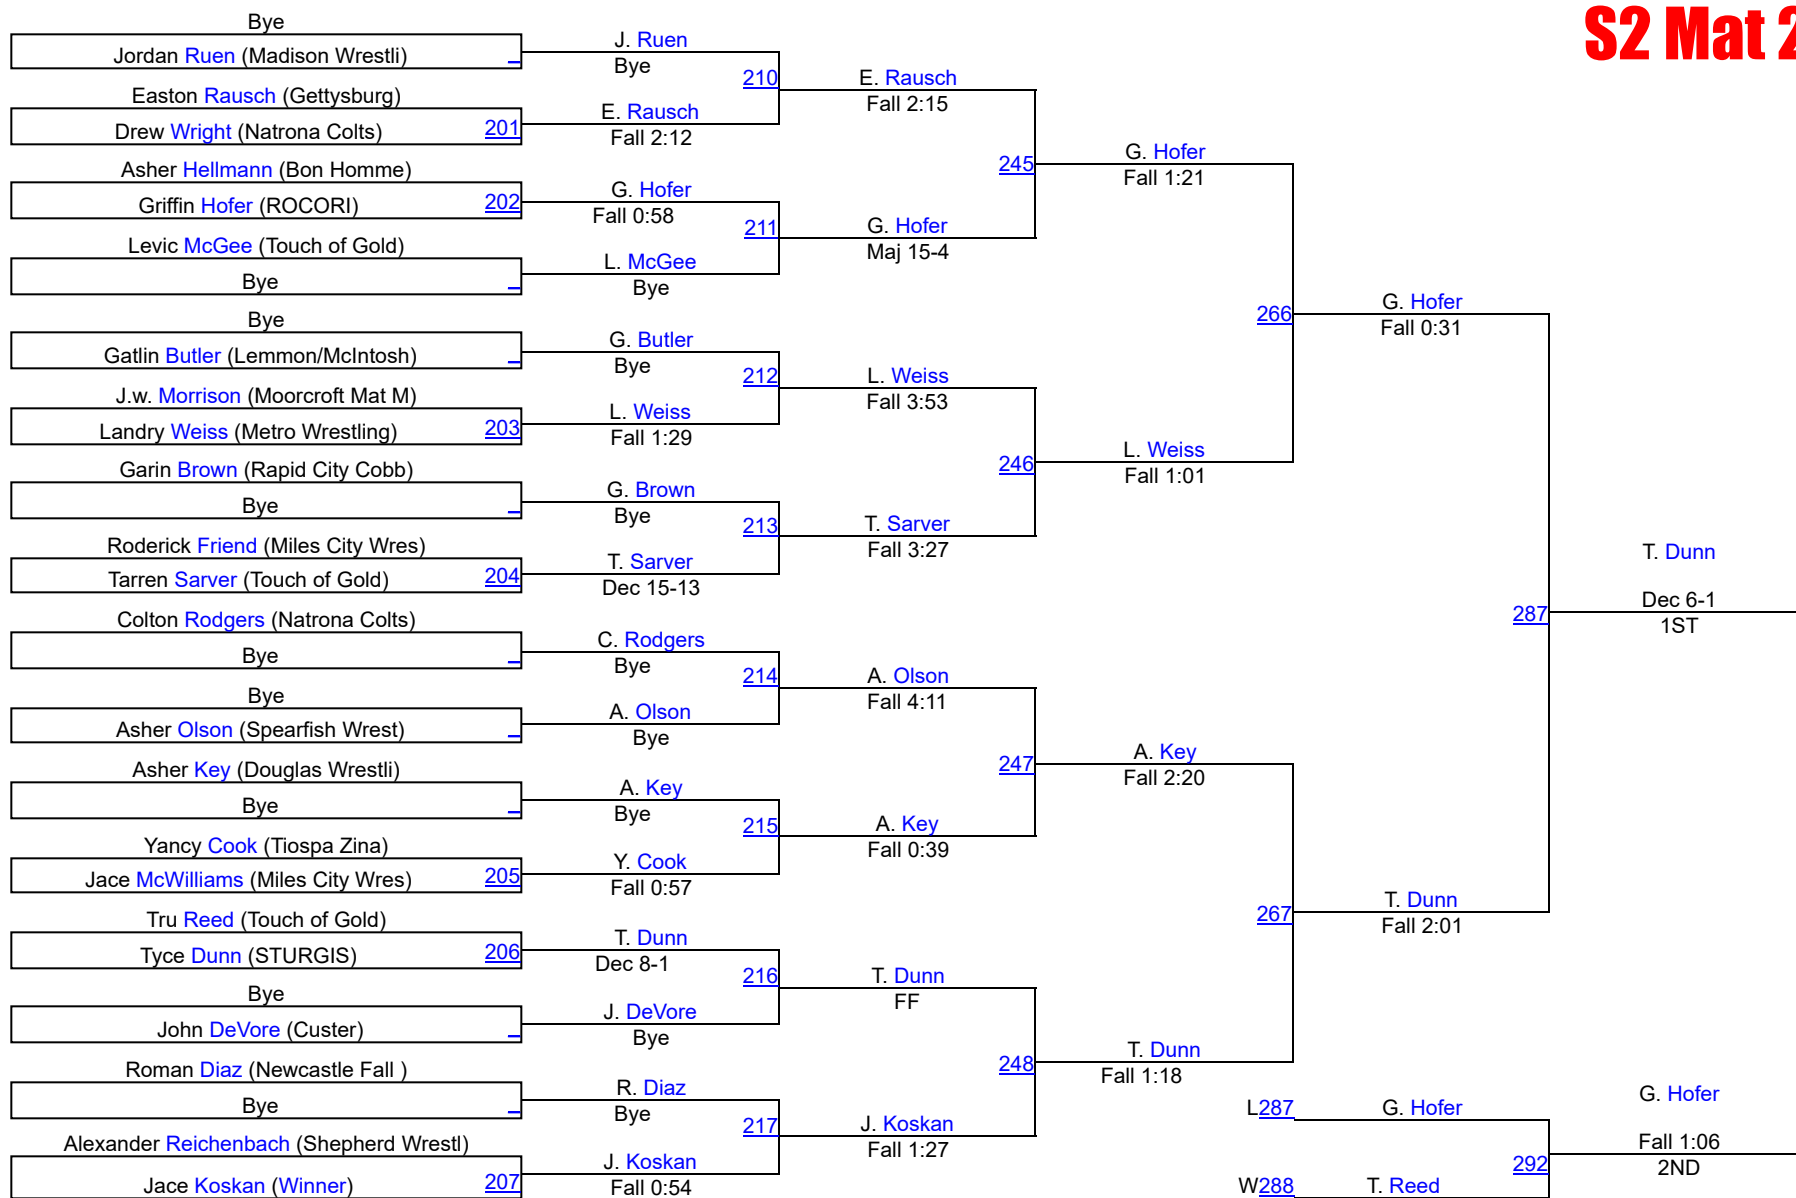 S2 Mat 2
Bye
Jordan Ruen (Madison Wrestli)
Easton Rausch (Gettysburg)
Drew Wright (Natrona Colts) 201
Asher Hellmann (Bon Homme)
Griffin Hofer (ROCORI) 202
Levic McGee (Touch of Gold)
Bye
Bye
Gatlin Butler (Lemmon/McIntosh)
J.w. Morrison (Moorcroft Mat M)
Landry Weiss (Metro Wrestling) 203
Garin Brown (Rapid City Cobb)
Bye
Roderick Friend (Miles City Wres)
Tarren Sarver (Touch of Gold) 204
Colton Rodgers (Natrona Colts)
Bye
Bye
Asher Olson (Spearfish Wrest)
Asher Key (Douglas Wrestli)
Bye
Yancy Cook (Tiospa Zina)
Jace McWilliams (Miles City Wres) 205
Tru Reed (Touch of Gold)
Tyce Dunn (STURGIS) 206
Bye
John DeVore (Custer)
Roman Diaz (Newcastle Fall )
Bye
Alexander Reichenbach (Shepherd Wrestl)
Jace Koskan (Winner) 207
J. Ruen
Bye
210
E. Rausch
Fall 2:12
G. Hofer
Fall 0:58
211
L. McGee
Bye
G. Butler
Bye
212
L. Weiss
Fall 1:29
G. Brown
Bye
213
T. Sarver
Dec 15-13
C. Rodgers
Bye
214
A. Olson
Bye
A. Key
Bye
215
Y. Cook
Fall 0:57
T. Dunn
Dec 8-1
216
J. DeVore
Bye
R. Diaz
Bye
217
J. Koskan
Fall 0:54
E. Rausch
Fall 2:15
245
G. Hofer
Maj 15-4
L. Weiss
Fall 3:53
246
T. Sarver
Fall 3:27
A. Olson
Fall 4:11
247
A. Key
Fall 0:39
T. Dunn
FF
248
J. Koskan
Fall 1:27
G. Hofer
Fall 1:21
266
L. Weiss
Fall 1:01
A. Key
Fall 2:20
267
T. Dunn
Fall 1:18
G. Hofer
Fall 0:31
287
T. Dunn
Fall 2:01
T. Dunn
Dec 6-1
1ST
L287 G. Hofer
292
W288 T. Reed
G. Hofer
Fall 1:06
2ND